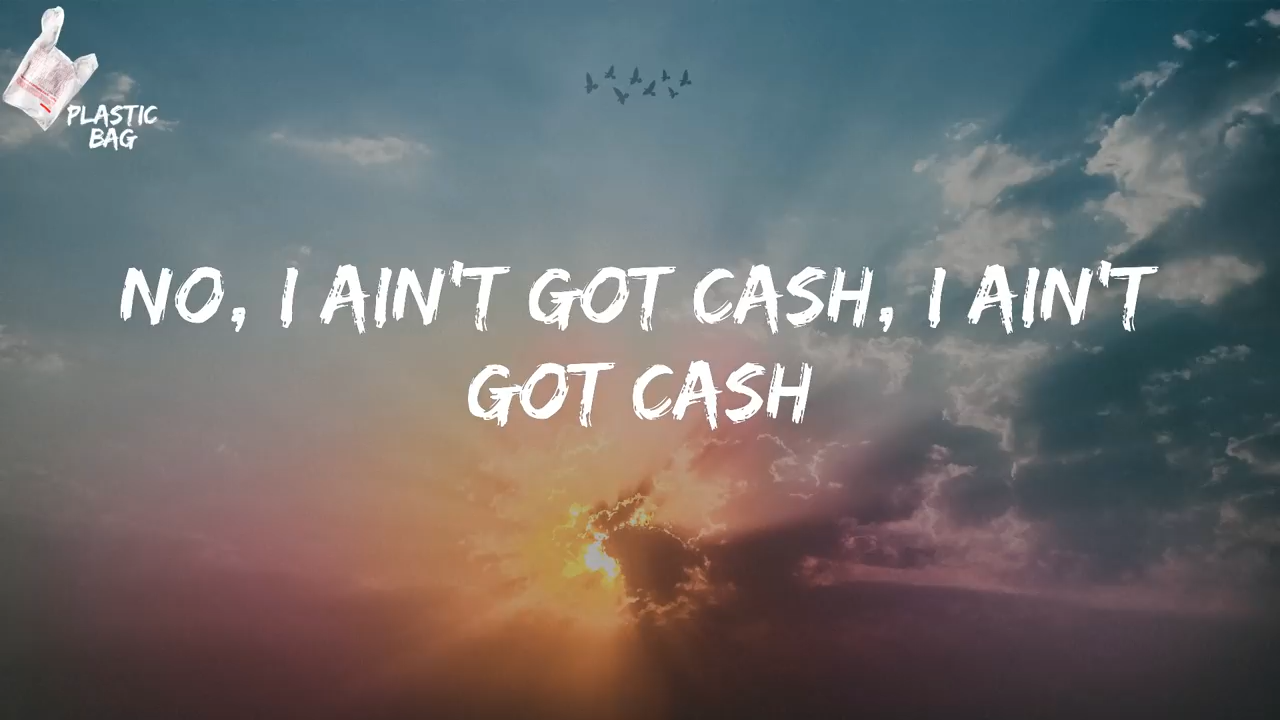 PLASTIC
BAG
NO, I AIN'T GOT CASH, I AIN'T
GOT CASH